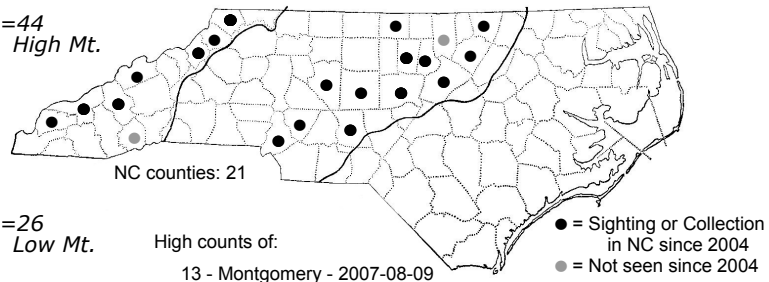 =44
High Mt.
NC counties: 21
=26
Low Mt.
High counts of:
13 - Montgomery - 2007-08-09
● = Sighting or Collection
in NC since 2004
● = Not seen since 2004